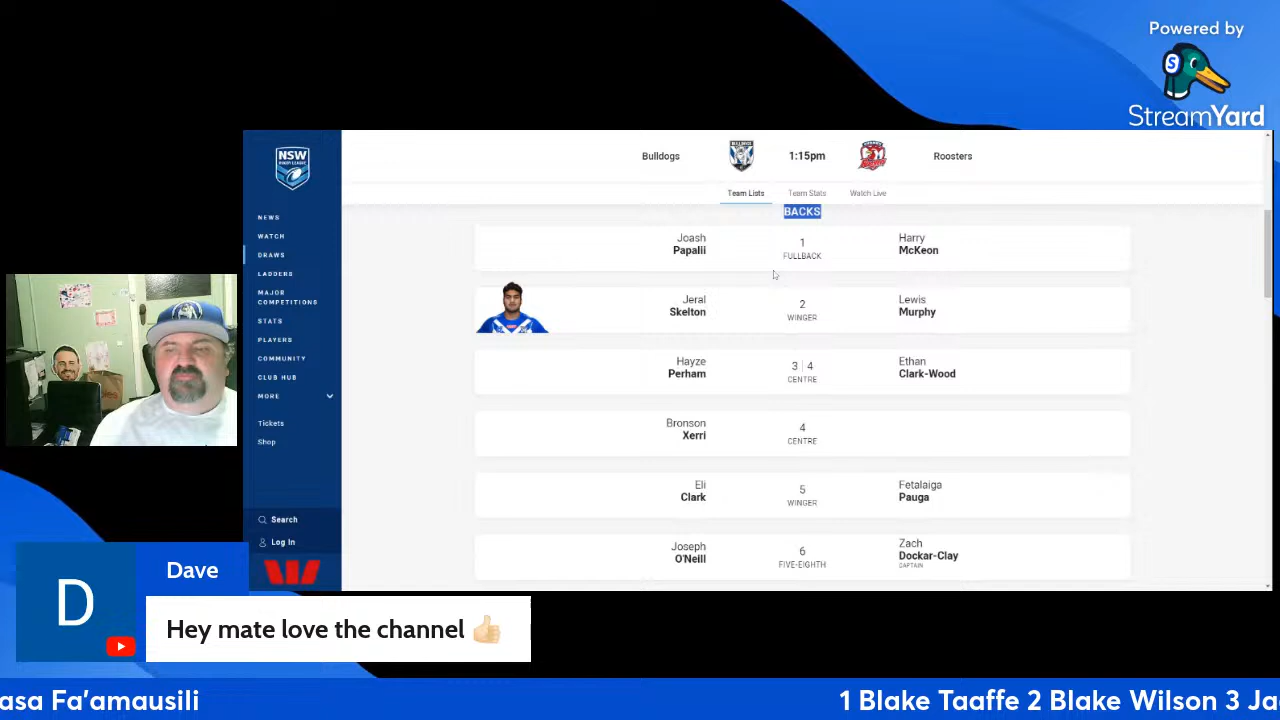 Powered by
S
StreamYard
NSW
RUGBY LEAGUE
Bulldogs
BULLDOGS
1:15pm
Roosters
Team Lists
Team Stats
Watch Live
BACKS
NEWS
WATCH
DRAWS
LADDERS
MAJOR
COMPETITIONS
STATS
PLAYERS
COMMUNITY
CLUB HUB
MORE
Tickets
Shop
Search
Log In
Joash
Papalii
1
FULLBACK
Harry
McKeon
Jeral
Skelton
2
WINGER
Lewis
Murphy
Hayze
Perham
3 | 4
CENTRE
Ethan
Clark-Wood
Bronson
Xerri
4
CENTRE
Eli
Clark
5
WINGER
Fetalaiga
Pauga
Joseph
O'Neill
6
FIVE-EIGHTH
Zach
Dockar-Clay
CAPTAIN
D
Dave
Hey mate love the channel 👍🏻
asa Fa'amausili
1 Blake Taaffe 2 Blake Wilson 3 Ja